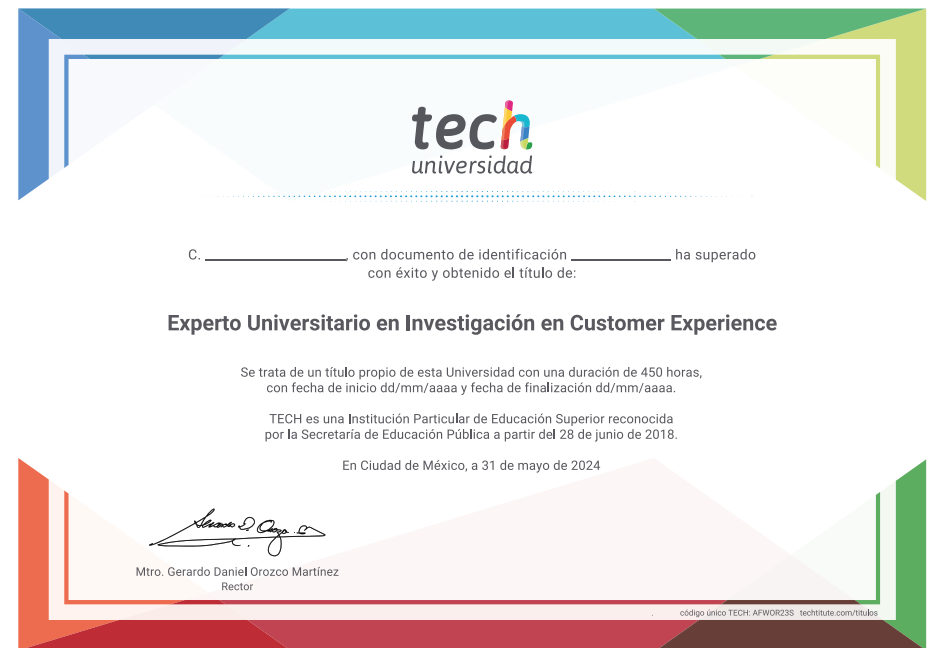 tech
universidad
C. ________________, con documento de identificación ___________ ha superado
con éxito y obtenido el título de:
Experto Universitario en Investigación en Customer Experience
Se trata de un título propio de esta Universidad con una duración de 450 horas,
con fecha de inicio dd/mm/aaaa y fecha de finalización dd/mm/aaaa.
TECH es una Institución Particular de Educación Superior reconocida
por la Secretaría de Educación Pública a partir del 28 de junio de 2018.
En Ciudad de México, a 31 de mayo de 2024
Mtro. Gerardo Daniel Orozco Martínez
Rector
código único TECH: AFWOR23S techtitute.com/titulos